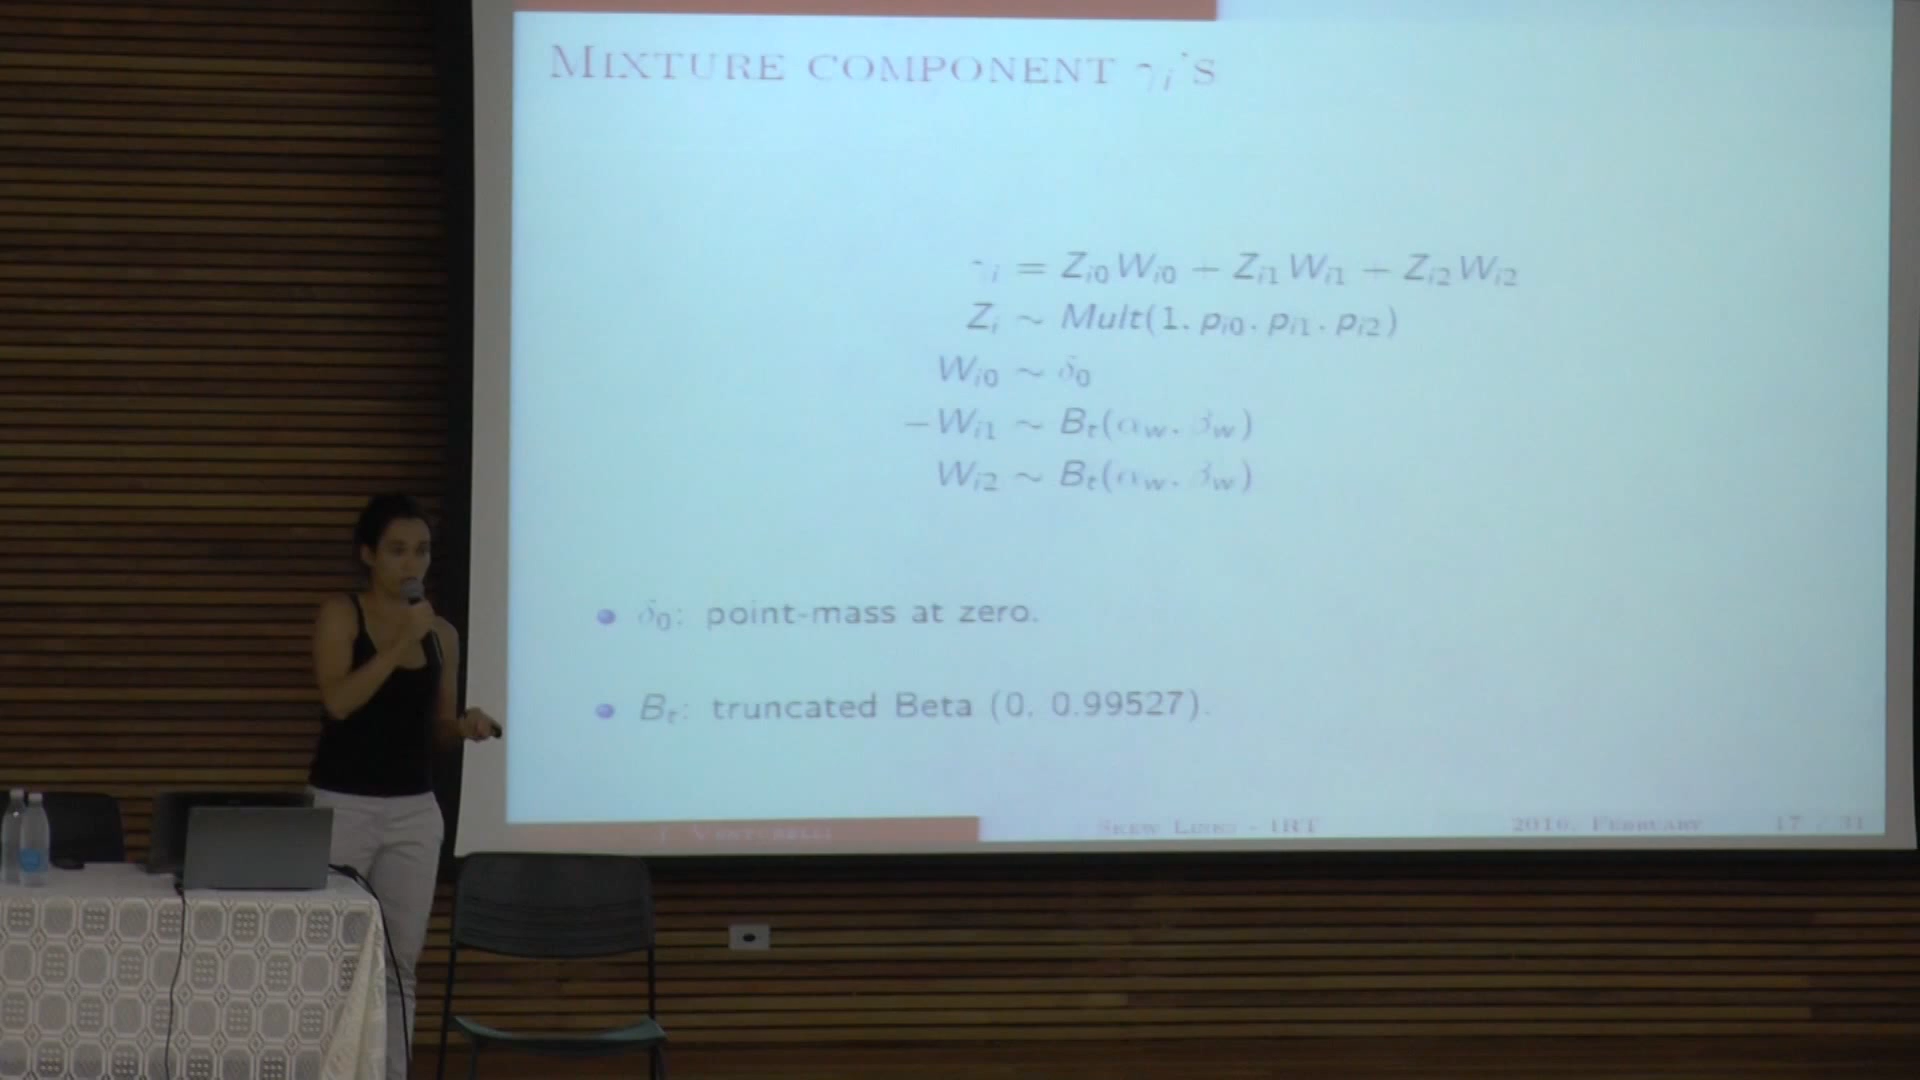 MIXTURE COMPONENT γi'S
γi = Zi0Wi0 + Zi1Wi1 + Zi2Wi2
Zi ~ Mult(1, pi0, pi1, pi2)
Wi0 ~ δ0
−Wi1 ~ Bt(αw, βw)
Wi2 ~ Bt(αw, βw)
δ0: point-mass at zero.
Bt: truncated Beta (0, 0.99527).
VENTURELLI SKEW LINKS - IRT 2016, FEBRUARY 17 / 31